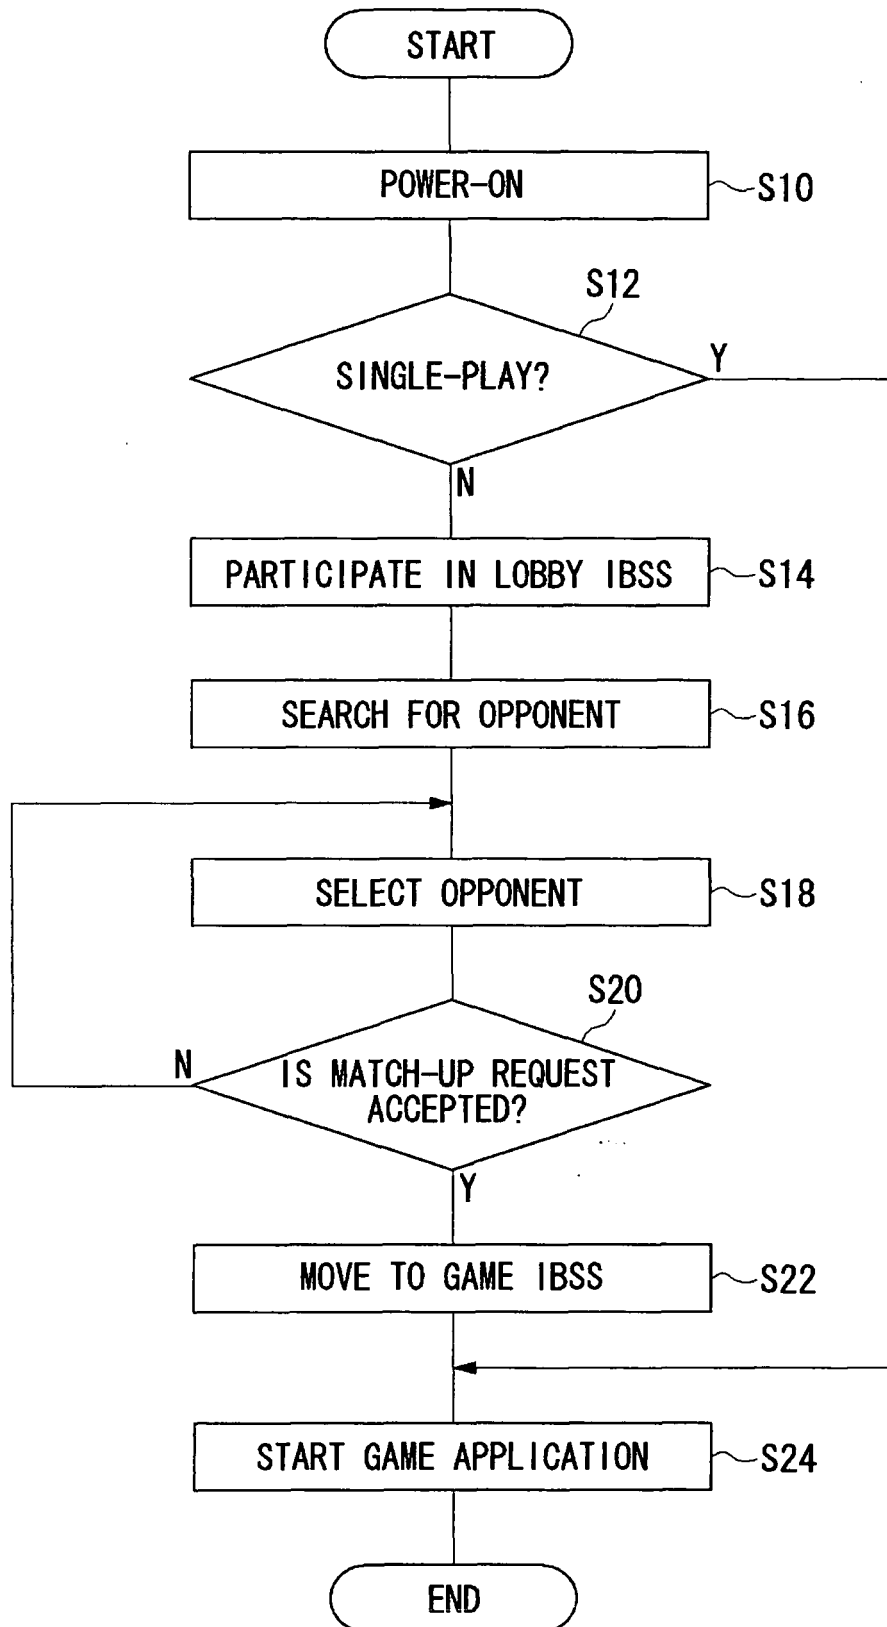 START
POWER-ON
S10
S12
SINGLE-PLAY?
Y
N
PARTICIPATE IN LOBBY IBSS
S14
SEARCH FOR OPPONENT
S16
SELECT OPPONENT
S18
S20
N
IS MATCH-UP REQUEST
ACCEPTED?
Y
MOVE TO GAME IBSS
S22
START GAME APPLICATION
S24
END